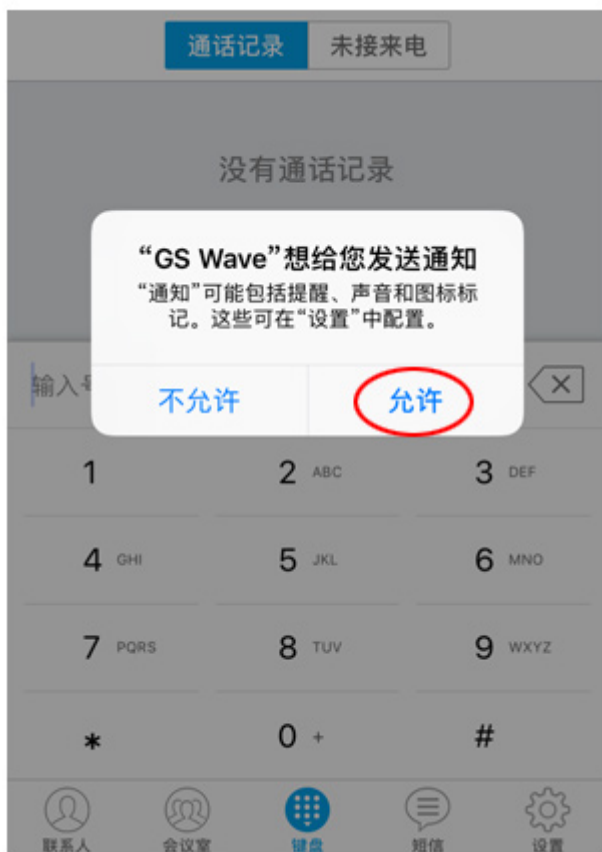 通话记录 未接来电
没有通话记录
“GS Wave”想给您发送通知
“通知”可能包括提醒、声音和图标标
记。这些可在“设置”中配置。
输入
不允许 允许
1 2 ABC 3 DEF
4 GHI 5 JKL 6 MNO
7 PQRS 8 TUV 9 WXYZ
* 0 + #
联系人 会议室 键盘 短信 设置